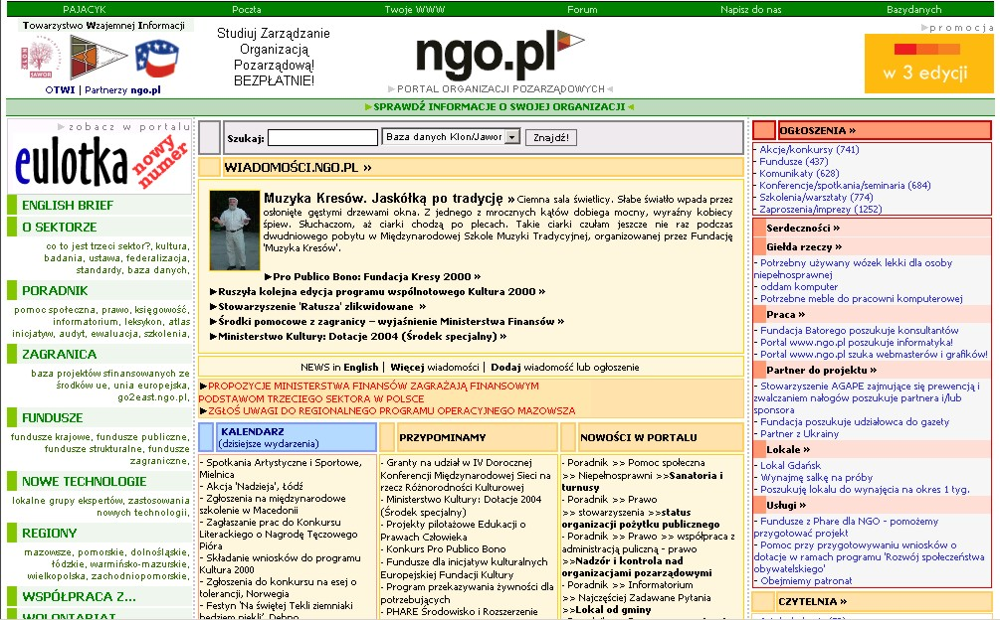 PAJACYK Poczta Twoje WWW Forum Napisz do nas Bazydanych
Towarzystwo Wzajemnej Informacji
KLON JAWOR
OTWI | Partnerzy ngo.pl
Studiuj Zarządzanie
Organizacją
Pozarządową!
BEZPŁATNIE!
ngo.pl
PORTAL ORGANIZACJI POZARZĄDOWYCH
promocja
w 3 edycji
SPRAWDŹ INFORMACJE O SWOJEJ ORGANIZACJI
zobacz w portalu
eulotka
nowy
numer
ENGLISH BRIEF
O SEKTORZE
co to jest trzeci sektor?, kultura,
badania, ustawa, federalizacja,
standardy, baza danych,
PORADNIK
pomoc społeczna, prawo, księgowość,
informatorium, leksykon, atlas
inicjatyw, audyt, ewaluacja, szkolenia,
ZAGRANICA
baza projektów sfinansowanych ze
środków ue, unia europejska,
go2east.ngo.pl,
FUNDUSZE
fundusze krajowe, fundusze publiczne,
fundusze strukturalne, fundusze
zagraniczne,
NOWE TECHNOLOGIE
lokalne grupy ekspertów, zastosowania
nowych technologii,
REGIONY
mazowsze, pomorskie, dolnośląskie,
łódzkie, warmińsko-mazurskie,
wielkopolska, zachodniopomorskie,
WSPÓŁPRACA Z...
WOLONTARIAT
Szukaj: Baza danych Klon/Jawor Znajdź!
WIADOMOŚCI.NGO.PL »
Muzyka Kresów. Jaskółką po tradycję » Ciemna sala świetlicy. Słabe światło wpada przez
osłonięte gęstymi drzewami okna. Z jednego z mrocznych kątów dobiega mocny, wyraźny kobiecy
śpiew. Słuchaczom, aż ciarki chodzą po plecach. Takie ciarki czułam jeszcze nie raz podczas
dwudniowego pobytu w Międzynarodowej Szkole Muzyki Tradycyjnej, organizowanej przez Fundację
'Muzyka Kresów'.
Pro Publico Bono: Fundacja Kresy 2000 »
Ruszyła kolejna edycja programu wspólnotowego Kultura 2000 »
Stowarzyszenie 'Ratusza' zlikwidowane »
Środki pomocowe z zagranicy – wyjaśnienie Ministerstwa Finansów »
Ministerstwo Kultury: Dotacje 2004 (Środek specjalny) »
NEWS in English | Więcej wiadomości | Dodaj wiadomość lub ogłoszenie
PROPOZYCJE MINISTERSTWA FINANSÓW ZAGRAŻAJĄ FINANSOWYM
PODSTAWOM TRZECIEGO SEKTORA W POLSCE
ZGŁOŚ UWAGI DO REGIONALNEGO PROGRAMU OPERACYJNEGO MAZOWSZA
KALENDARZ
(dzisiejsze wydarzenia)
- Spotkania Artystyczne i Sportowe,
Mielnica
- Akcja 'Nadzieja', Łódź
- Zgłoszenia na międzynarodowe
szkolenie w Macedonii
- Zagłaszanie prac do Konkursu
Literackiego o Nagrodę Tęczowego
Pióra
- Składanie wniosków do programu
Kultura 2000
- Zgłoszenia do konkursu na esej o
tolerancji, Norwegia
- Festyn 'Na świętej Tekli ziemniaki
będziem piekli', Dębno
PRZYPOMINAMY
- Granty na udział w IV Dorocznej
Konferencji Międzynarodowej Sieci na
rzecz Różnorodności Kulturowej
- Ministerstwo Kultury: Dotacje 2004
(Środek specjalny)
- Projekty pilotażowe Edukacji o
Prawach Człowieka
- Konkurs Pro Publico Bono
- Fundusze dla inicjatyw kulturalnych
Europejskiej Fundacji Kultury
- Program przekazywania żywności dla
potrzebujących
- PHARE Środowisko i Rozszerzenie
NOWOŚCI W PORTALU
- Poradnik >> Pomoc społeczna
>> Niepełnosprawni >>Sanatoria i
turnusy
- Poradnik >> Prawo
>> stowarzyszenia >>status
organizacji pożytku publicznego
- Poradnik >> Prawo >> współpraca z
administracją puliczną - prawo
>>Nadzór i kontrola nad
organizacjami pozarządowymi
- Poradnik >> Informatorium
>> Najczęściej Zadawane Pytania
>>Lokal od gminy
OGŁOSZENIA »
- Akcje/konkursy (741)
- Fundusze (437)
- Komunikaty (628)
- Konferencje/spotkania/seminaria (684)
- Szkolenia/warsztaty (774)
- Zaproszenia/imprezy (1252)
Serdeczności »
Giełda rzeczy »
- Potrzebny używany wózek lekki dla osoby
niepełnosprawnej
- oddam komputer
- Potrzebne meble do pracowni komputerowej
Praca »
- Fundacja Batorego poszukuje konsultantów
- Portal www.ngo.pl poszukuje informatyka!
- Portal www.ngo.pl szuka webmasterów i grafików!
Partner do projektu »
- Stowarzyszenie AGAPE zajmujące się prewencją i
zwalczaniem nałogów poszukuje partnera i/lub
sponsora
- Fundacja poszukuje udziałowca do gazety
- Partner z Ukrainy
Lokale »
- Lokal Gdańsk
- Wynajmę salkę na próby
- Poszukuję lokalu do wynajęcia na okres 1 tyg.
Usługi »
- Fundusze z Phare dla NGO - pomożemy
przygotować projekt
- Pomoc przy przygotowywaniu wniosków o
dotacje w ramach programu 'Rozwój społeczeństwa
obywatelskiego'
- Obejmiemy patronat
CZYTELNIA »